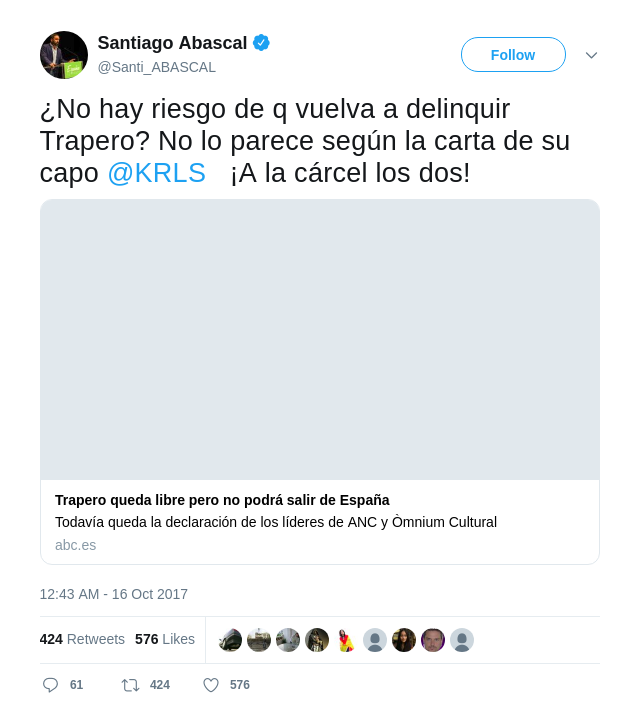 Santiago Abascal
@Santi_ABASCAL
Follow
¿No hay riesgo de q vuelva a delinquir
Trapero? No lo parece según la carta de su
capo @KRLS ¡A la cárcel los dos!
Trapero queda libre pero no podrá salir de España
Todavía queda la declaración de los líderes de ANC y Òmnium Cultural
abc.es
12:43 AM - 16 Oct 2017
424 Retweets 576 Likes
61 424 576